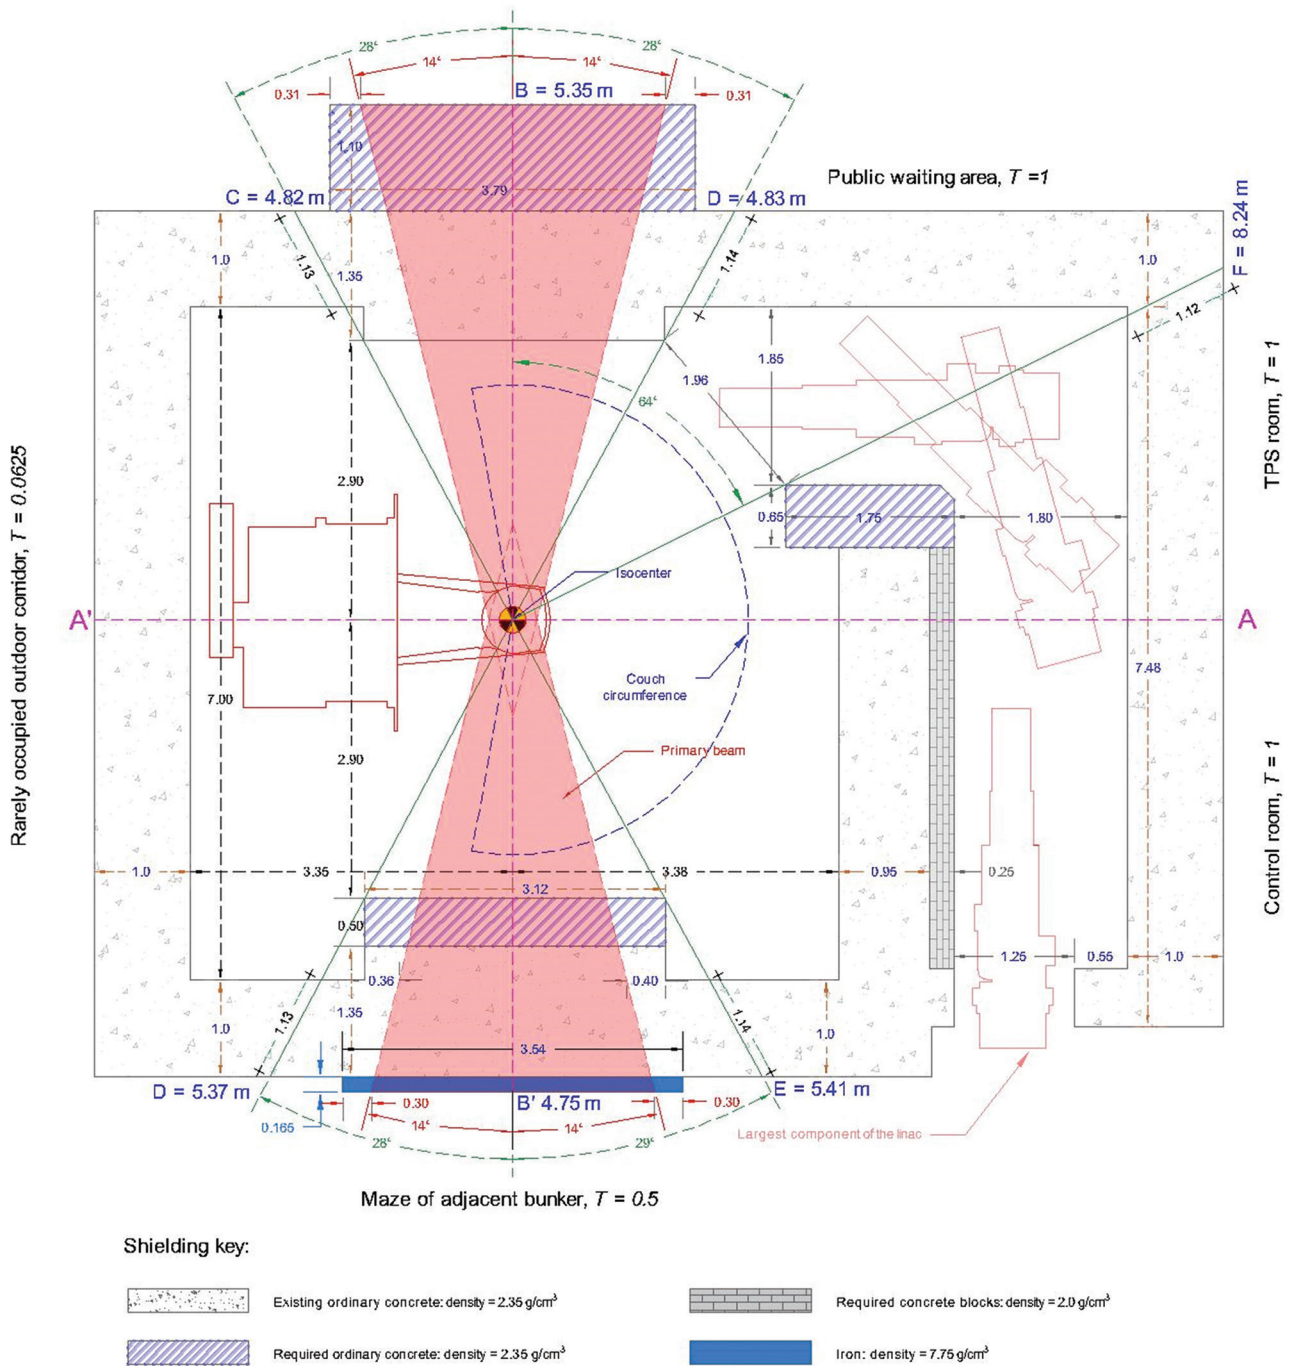 28°
28°
14°
14°
0.31
B = 5.35 m
0.31
1.10
3.79
C = 4.82 m
D = 4.83 m
Public waiting area, T =1
F = 8.24 m
1.0
1.13
1.35
1.14
1.0
1.12
1.85
1.96
64°
TPS room, T = 1
2.90
0.65
1.75
1.80
Isocenter
Rarely occupied outdoor corridor, T = 0.0625
A'
A
Couch
circumference
7.48
7.00
2.90
Primary beam
Control room, T = 1
1.0
3.35
3.38
0.95
0.25
3.12
0.50
1.25
0.55
1.0
0.36
0.40
1.0
1.13
1.35
1.14
1.0
3.54
D = 5.37 m
B' 4.75 m
E = 5.41 m
0.30
0.30
0.165
14°
14°
28°
29°
Largest component of the linac
Maze of adjacent bunker, T = 0.5
Shielding key:
Existing ordinary concrete: density = 2.35 g/cm³
Required concrete blocks: density = 2.0 g/cm³
Required ordinary concrete: density = 2.35 g/cm³
Iron: density = 7.75 g/cm³